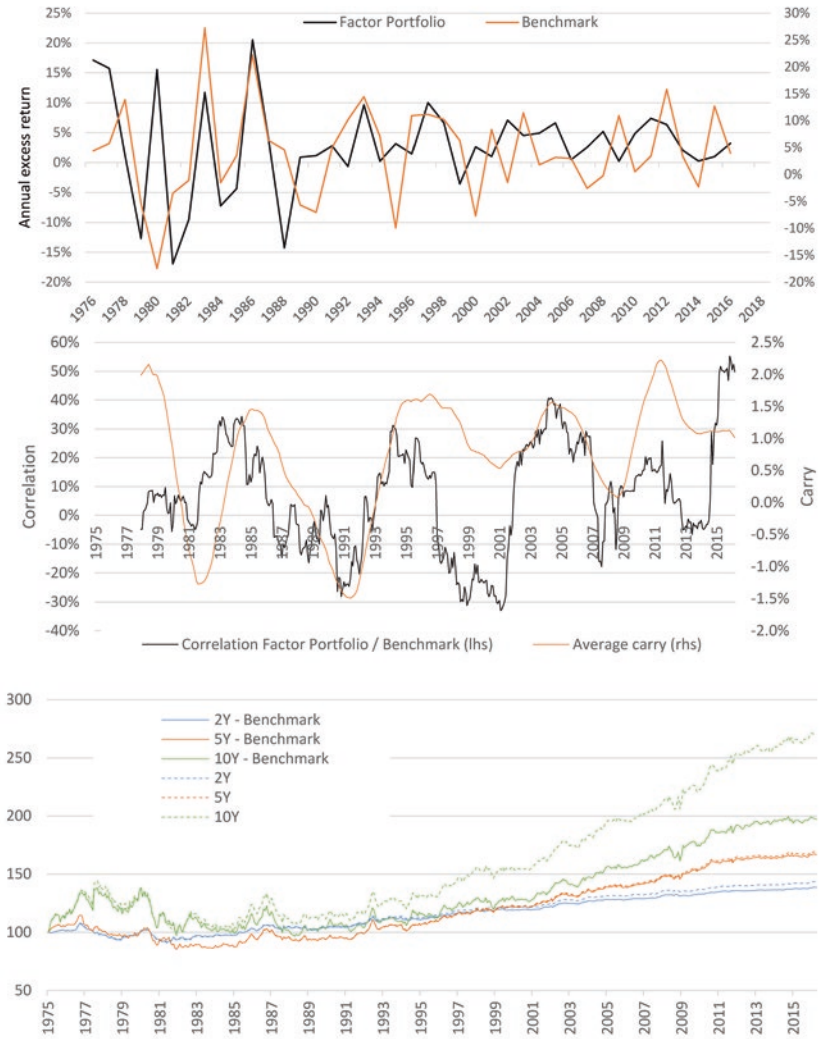 Factor Portfolio Benchmark
25% 30%
20% 25%
15% 20%
10% 15%
5% 10%
0% 5%
-5% 0%
-10% -5%
-15% -10%
-20% -15%
-20%
Annual excess return
1976 1978 1980 1982 1984 1986 1988 1990 1992 1994 1996 1998 2000 2002 2004 2006 2008 2010 2012 2014 2016 2018
60% 2.5%
50% 2.0%
40% 1.5%
30% 1.0%
20% 0.5%
10% 0.0%
0% -0.5%
-10% -1.0%
-20% -1.5%
-30% -2.0%
-40%
Correlation
Carry
1975 1977 1979 1981 1983 1985 1987 1989 1991 1993 1995 1997 1999 2001 2003 2005 2007 2009 2011 2013 2015
Correlation Factor Portfolio / Benchmark (lhs) Average carry (rhs)
300
250
200
150
100
50
2Y - Benchmark
5Y - Benchmark
10Y - Benchmark
2Y
5Y
10Y
1975 1977 1979 1981 1983 1985 1987 1989 1991 1993 1995 1997 1999 2001 2003 2005 2007 2009 2011 2013 2015